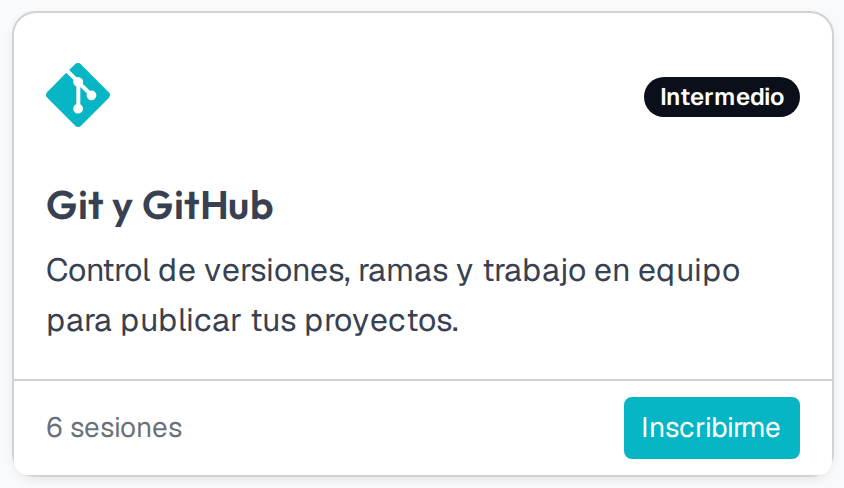 Intermedio
Git y GitHub
Control de versiones, ramas y trabajo en equipo
para publicar tus proyectos.
6 sesiones
Inscribirme